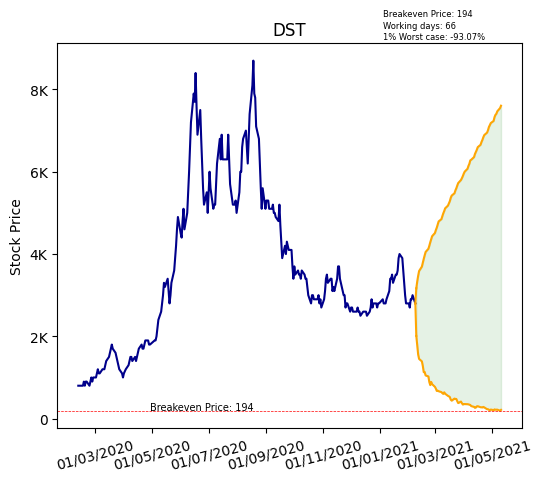 Breakeven Price: 194
Working days: 66
1% Worst case: -93.07%
DST
Stock Price
8K
6K
4K
2K
0
Breakeven Price: 194
01/03/2020
01/05/2020
01/07/2020
01/09/2020
01/11/2020
01/01/2021
01/03/2021
01/05/2021